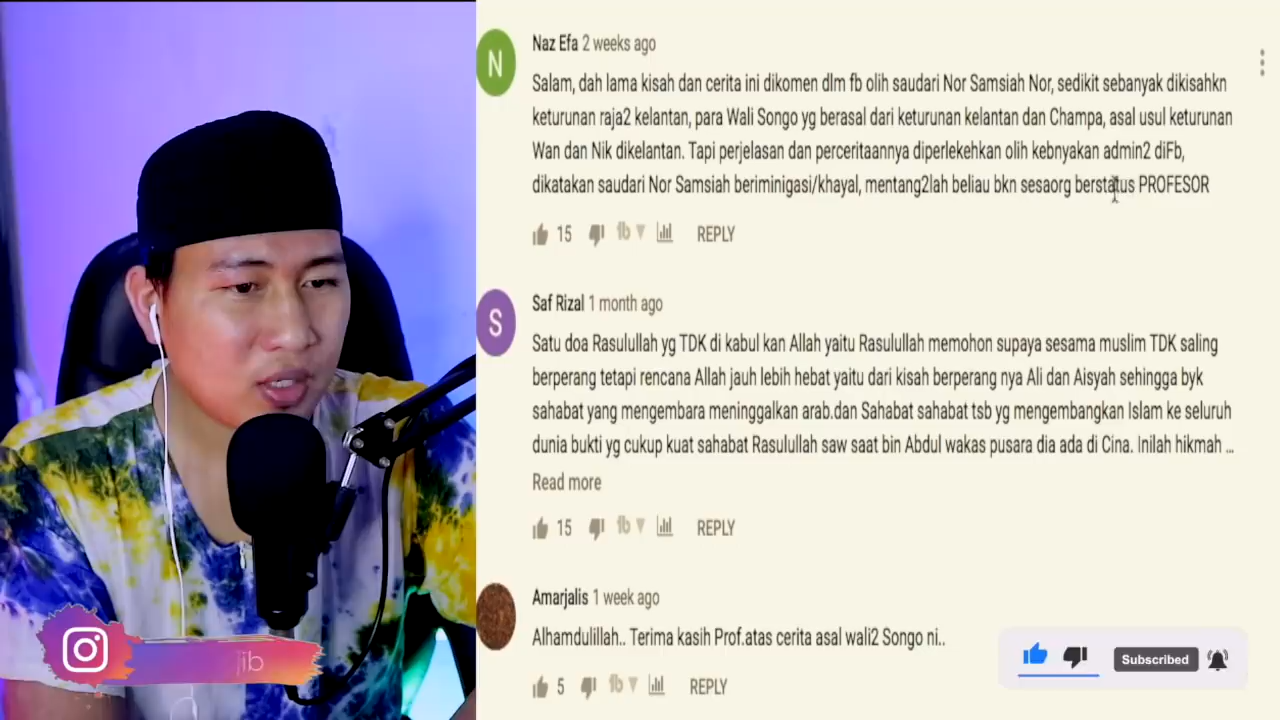 N
Naz Efa 2 weeks ago
Salam, dah lama kisah dan cerita ini dikomen dlm fb olih saudari Nor Samsiah Nor, sedikit sebanyak dikisahkn
keturunan raja2 kelantan, para Wali Songo yg berasal dari keturunan kelantan dan Champa, asal usul keturunan
Wan dan Nik dikelantan. Tapi perjelasan dan perceritaannya diperlekehkan olih kebnyakan admin2 diFb,
dikatakan saudari Nor Samsiah beriminigasi/khayal, mentang2lah beliau bkn sesaorg berstatus PROFESOR
15 REPLY
S
Saf Rizal 1 month ago
Satu doa Rasulullah yg TDK di kabul kan Allah yaitu Rasulullah memohon supaya sesama muslim TDK saling
berperang tetapi rencana Allah jauh lebih hebat yaitu dari kisah berperang nya Ali dan Aisyah sehingga byk
sahabat yang mengembara meninggalkan arab.dan Sahabat sahabat tsb yg mengembangkan Islam ke seluruh
dunia bukti yg cukup kuat sahabat Rasulullah saw saat bin Abdul wakas pusara dia ada di Cina. Inilah hikmah ...
Read more
15 REPLY
Amarjalis 1 week ago
Alhamdulillah.. Terima kasih Prof.atas cerita asal wali2 Songo ni..
5 REPLY
Subscribed